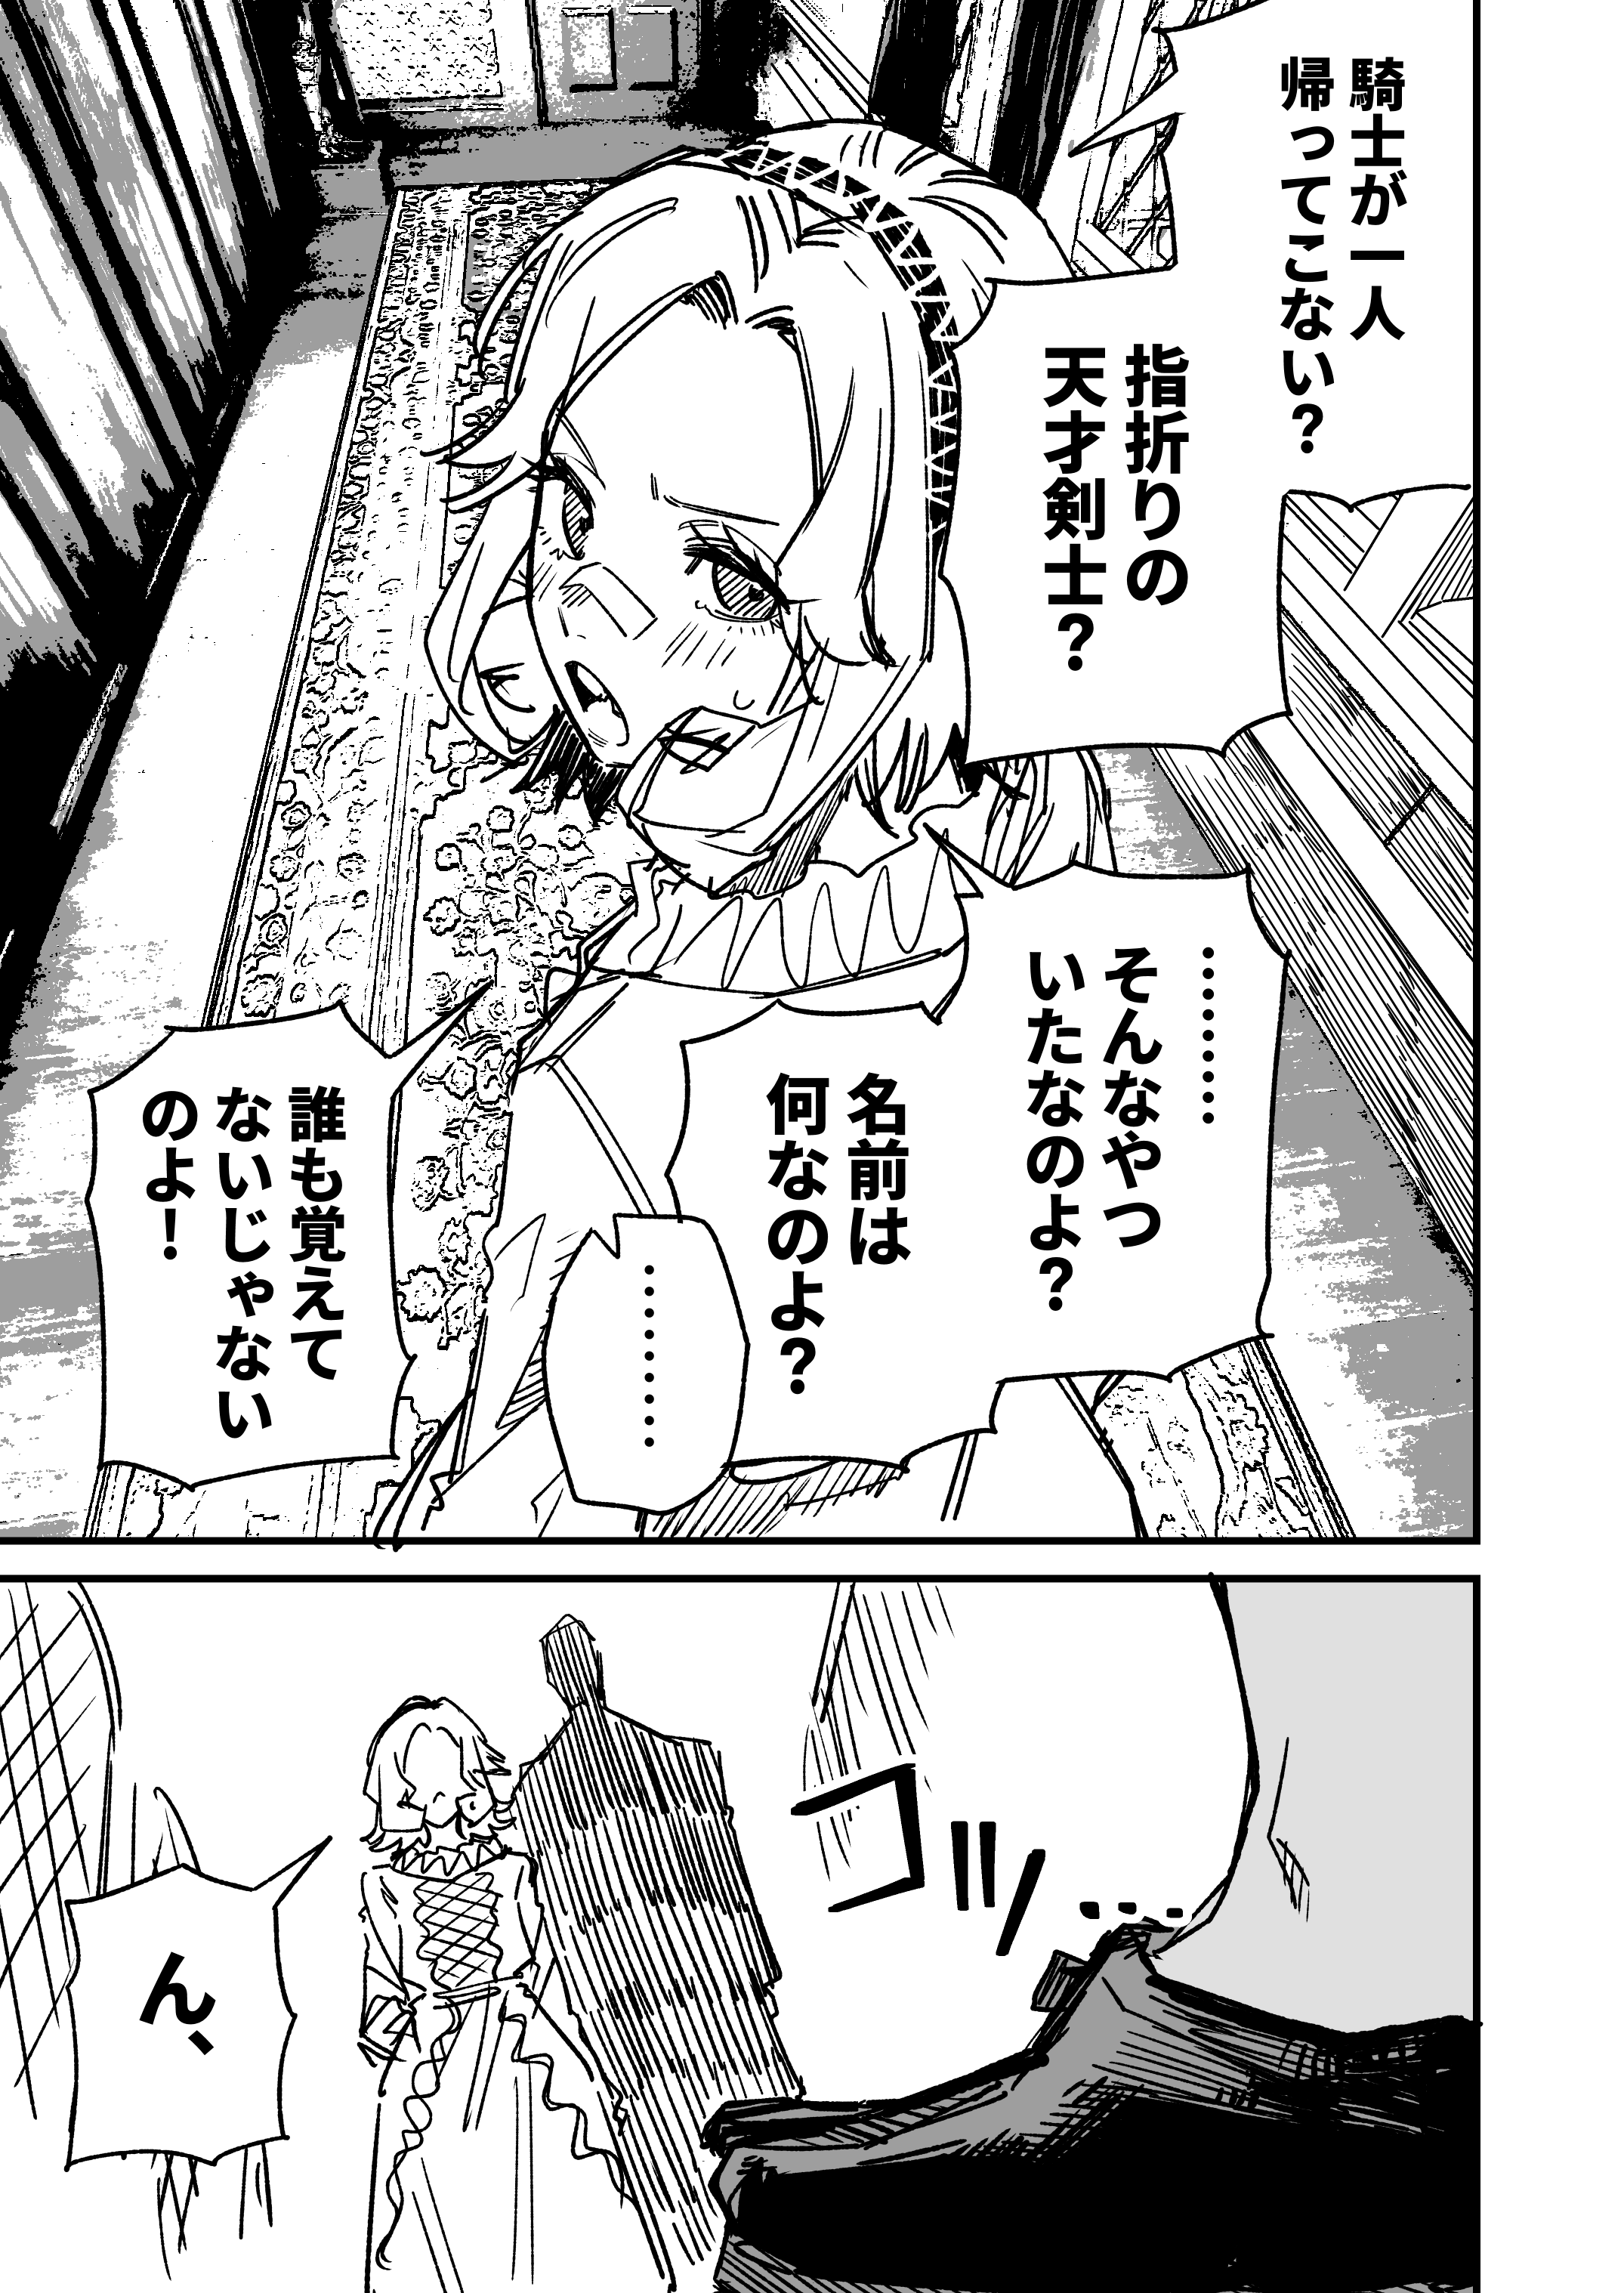 騎士が一人
帰ってこない?
指折りの
天才剣士?
………
そんなやつ
いたなのよ?
名前は
何なのよ?
………
誰も覚えて
ないじゃない
のよ!
コツ…
ん、